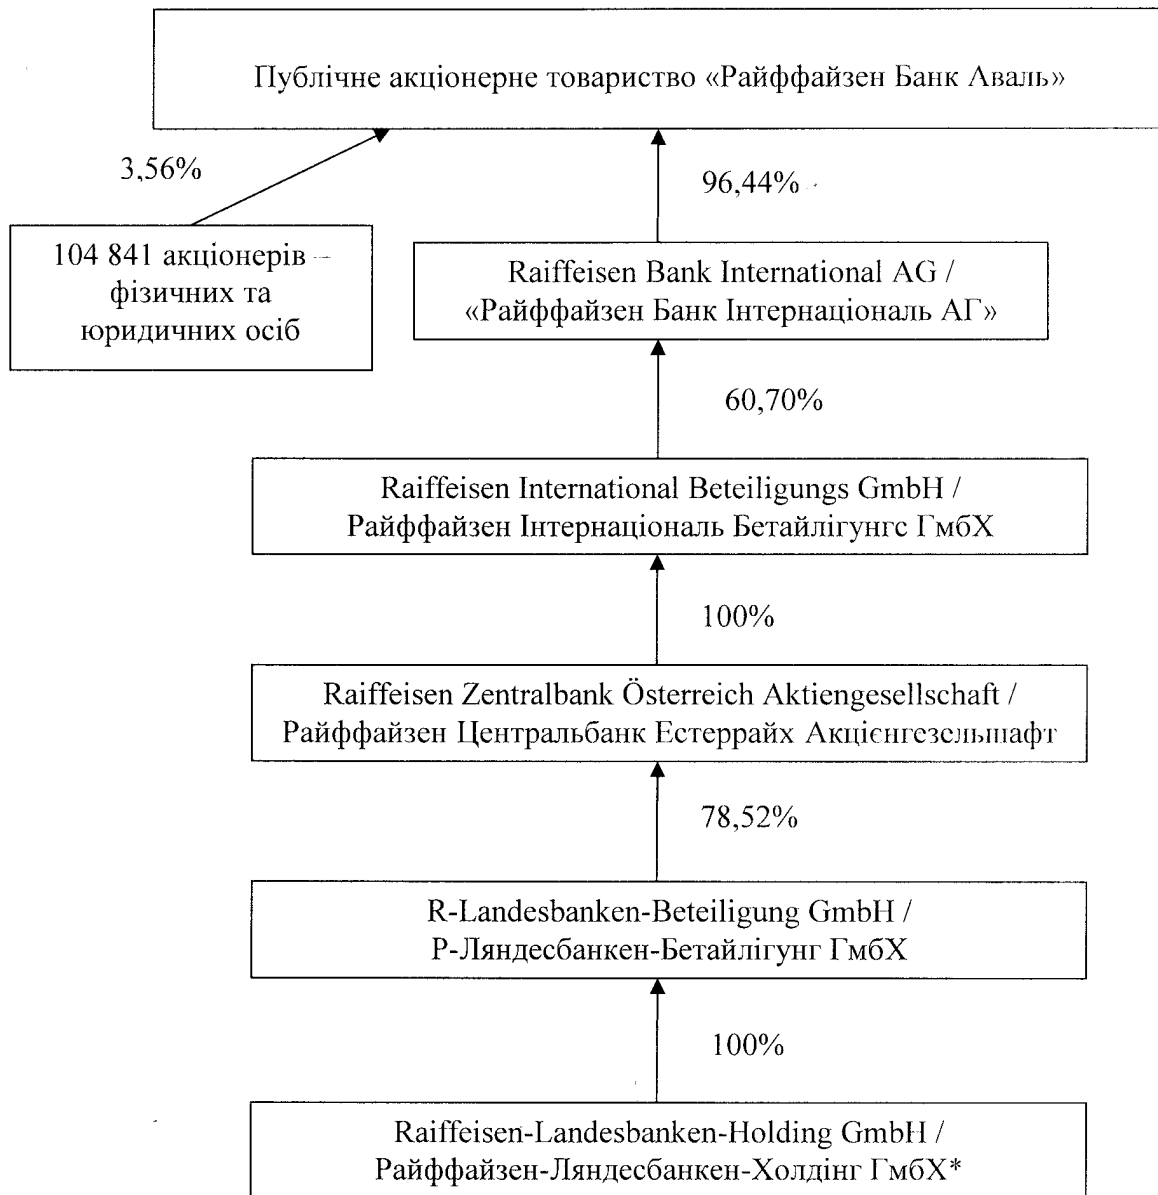 Публічне акціонерне товариство «Райффайзен Банк Аваль»
3,56%
96,44%
104 841 акціонерів –
фізичних та
юридичних осіб
Raiffeisen Bank International AG /
«Райффайзен Банк Інтернаціональ АГ»
60,70%
Raiffeisen International Beteiligungs GmbH /
Райффайзен Інтернаціональ Бетайлігунгс ГмбХ
100%
Raiffeisen Zentralbank Österreich Aktiengesellschaft /
Райффайзен Центральбанк Естеррайх Акцієнгезельшафт
78,52%
R-Landesbanken-Beteiligung GmbH /
Р-Ляндесбанкен-Бетайлігунг ГмбХ
100%
Raiffeisen-Landesbanken-Holding GmbH /
Райффайзен-Ляндесбанкен-Холдінг ГмбХ*